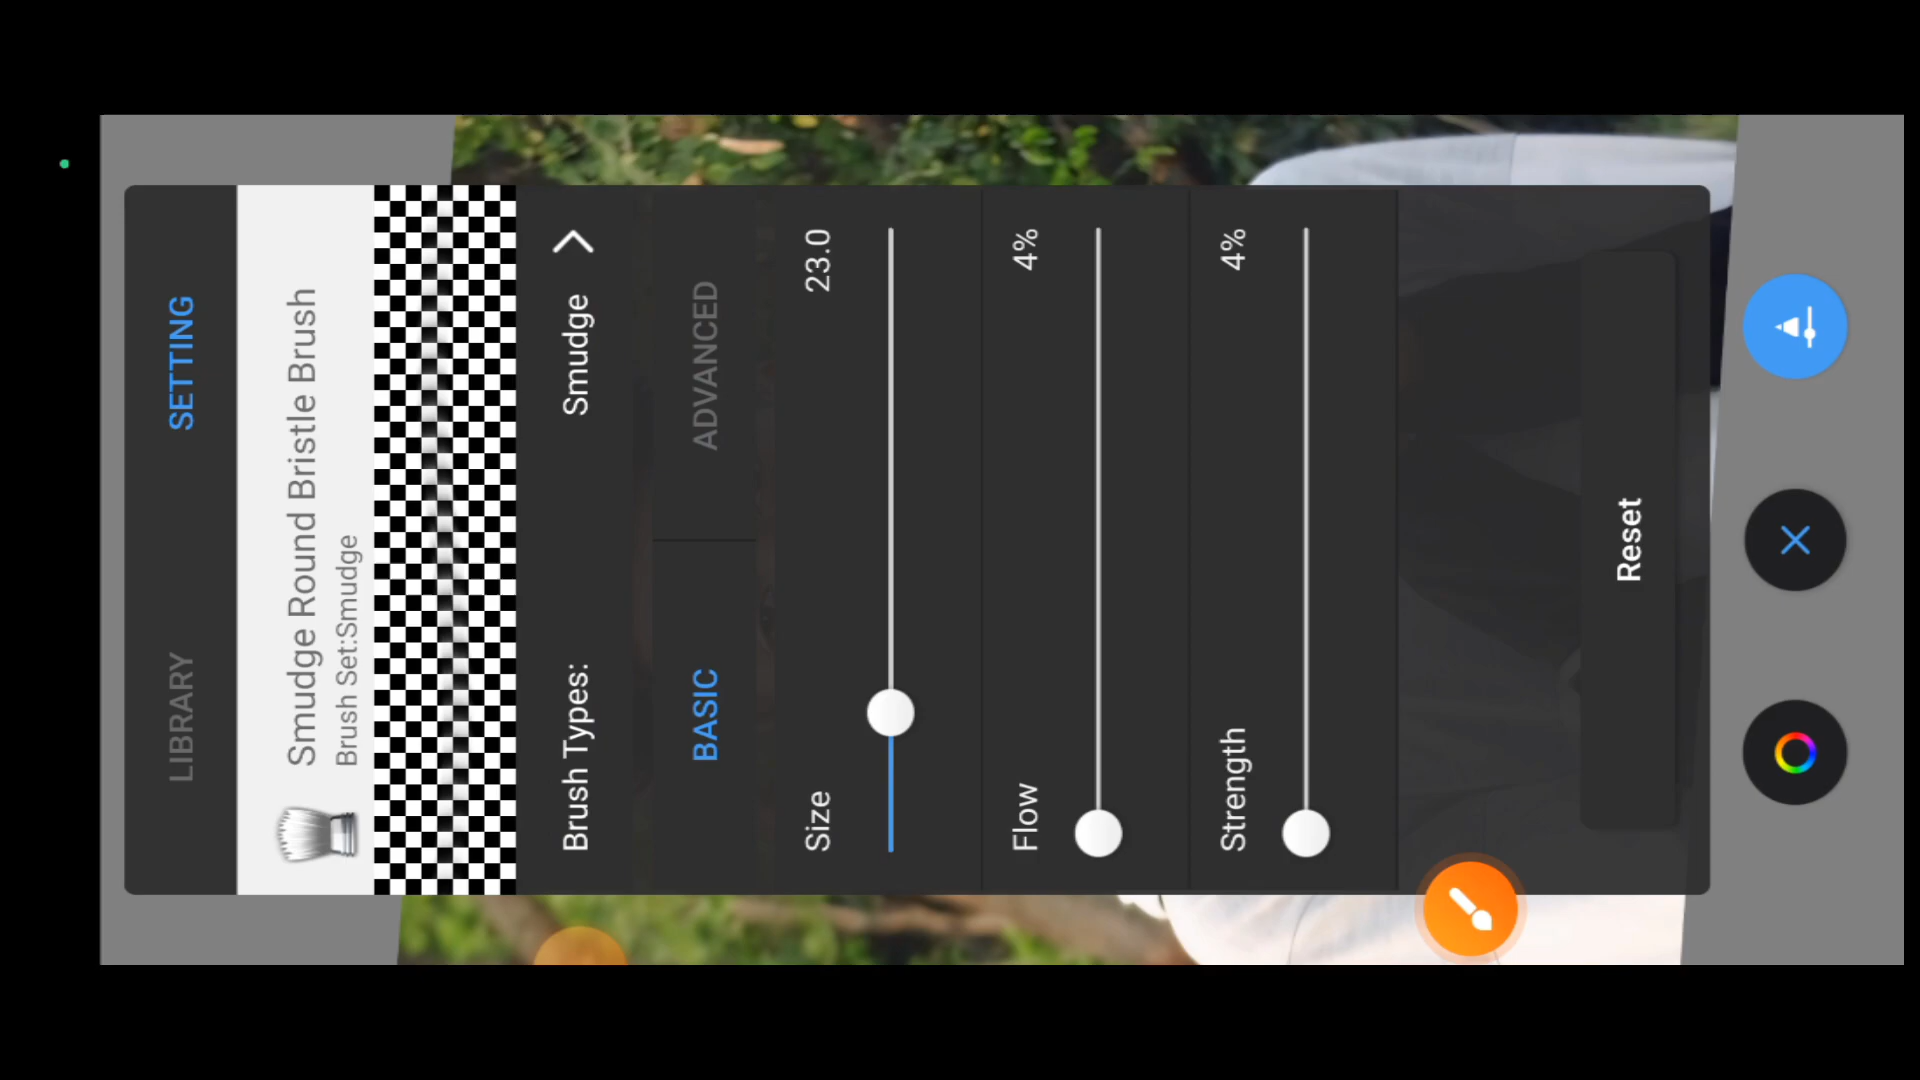 LIBRARY SETTING
Smudge Round Bristle Brush
Brush Set:Smudge
Brush Types: Smudge
BASIC ADVANCED
Size 23.0
Flow 4%
Strength 4%
Reset